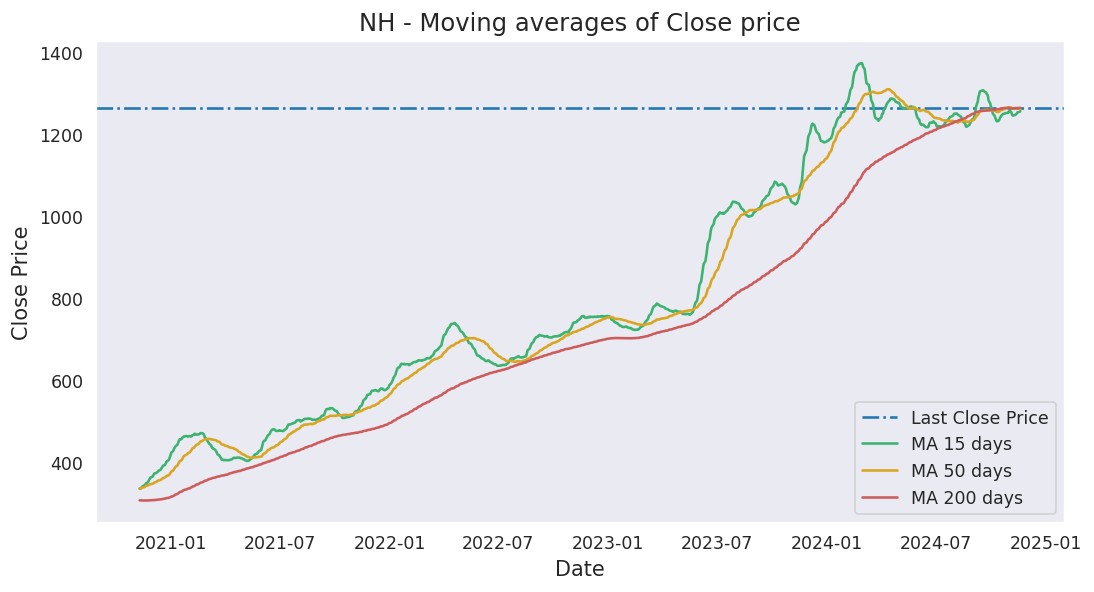 NH - Moving averages of Close price
Close Price
1400
1200
1000
800
600
400
Last Close Price
MA 15 days
MA 50 days
MA 200 days
2021-01 2021-07 2022-01 2022-07 2023-01 2023-07 2024-01 2024-07 2025-01
Date